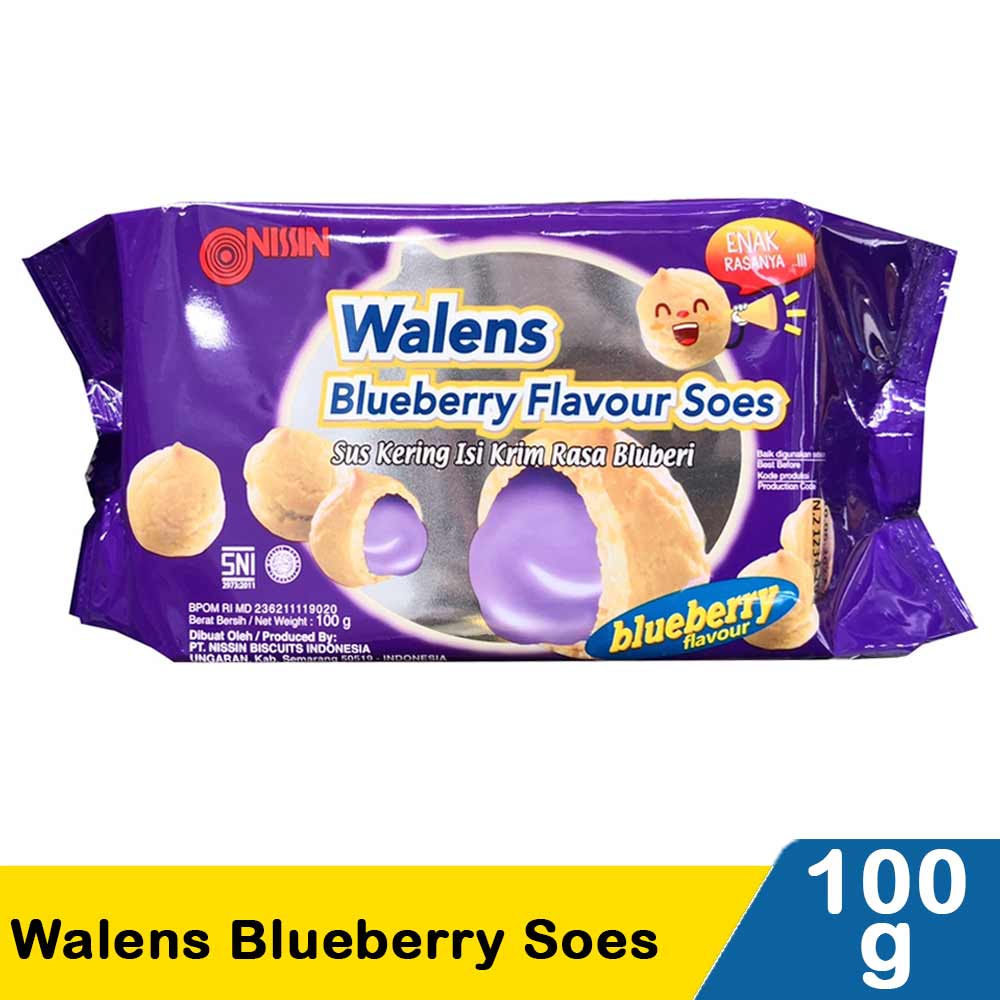 NISSIN
ENAK
RASANYA ...!!!
Walens
Blueberry Flavour Soes
Sus Kering Isi Krim Rasa Bluberi
Baik digunakan
Best Before
Kode produksi
Production Code
SNI
2973:2011
BPOM RI MD 236211119020
Berat Bersih / Net Weight : 100 g
Dibuat Oleh / Produced By:
PT. NISSIN BISCUITS INDONESIA
UNGARAN, Kab. Semarang 50519 - INDONESIA
blueberry
flavour
Walens Blueberry Soes
100
g